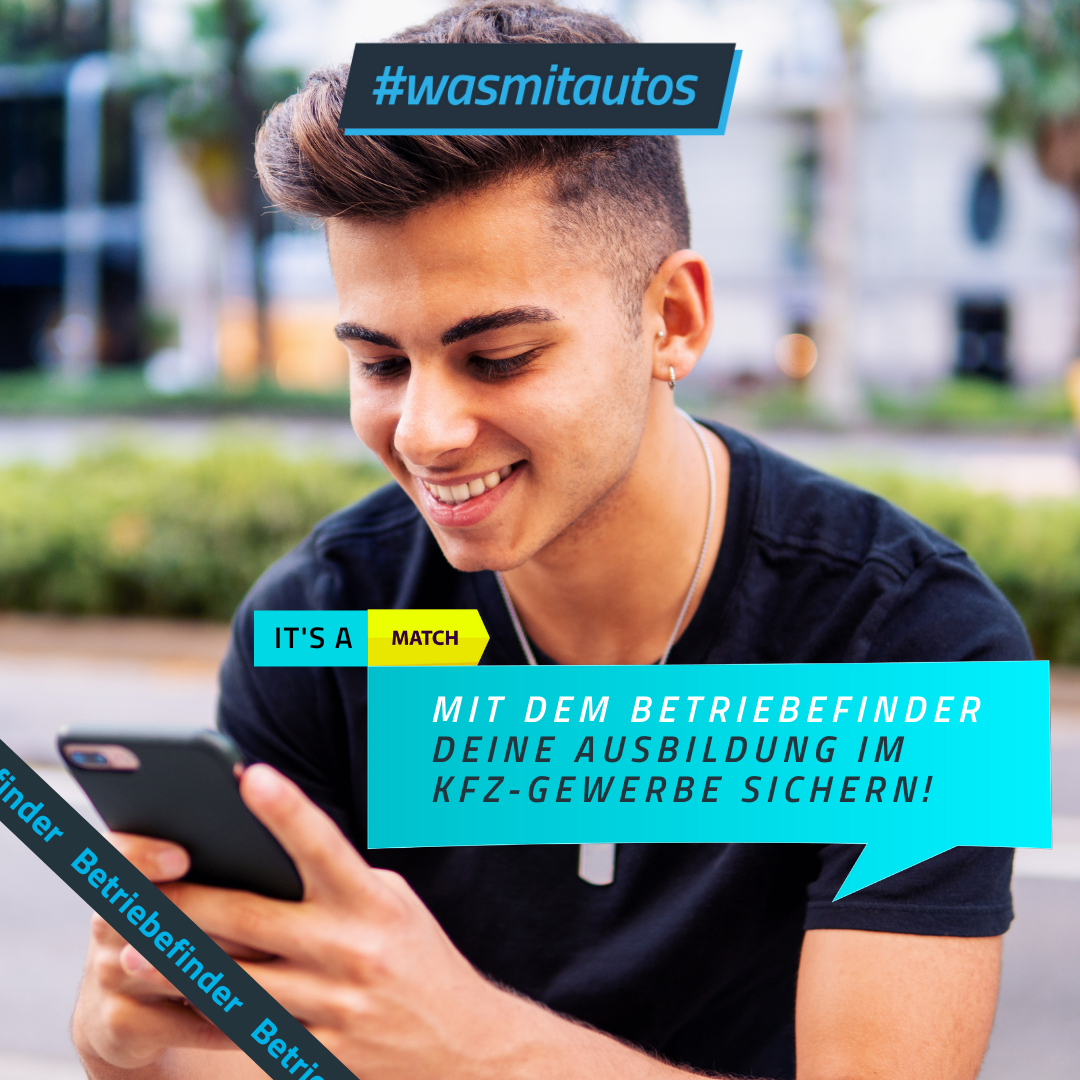 #wasmitautos
IT'S A MATCH
MIT DEM BETRIEBEFINDER
DEINE AUSBILDUNG IM
KFZ-GEWERBE SICHERN!
finder Betriebefinder Betrie